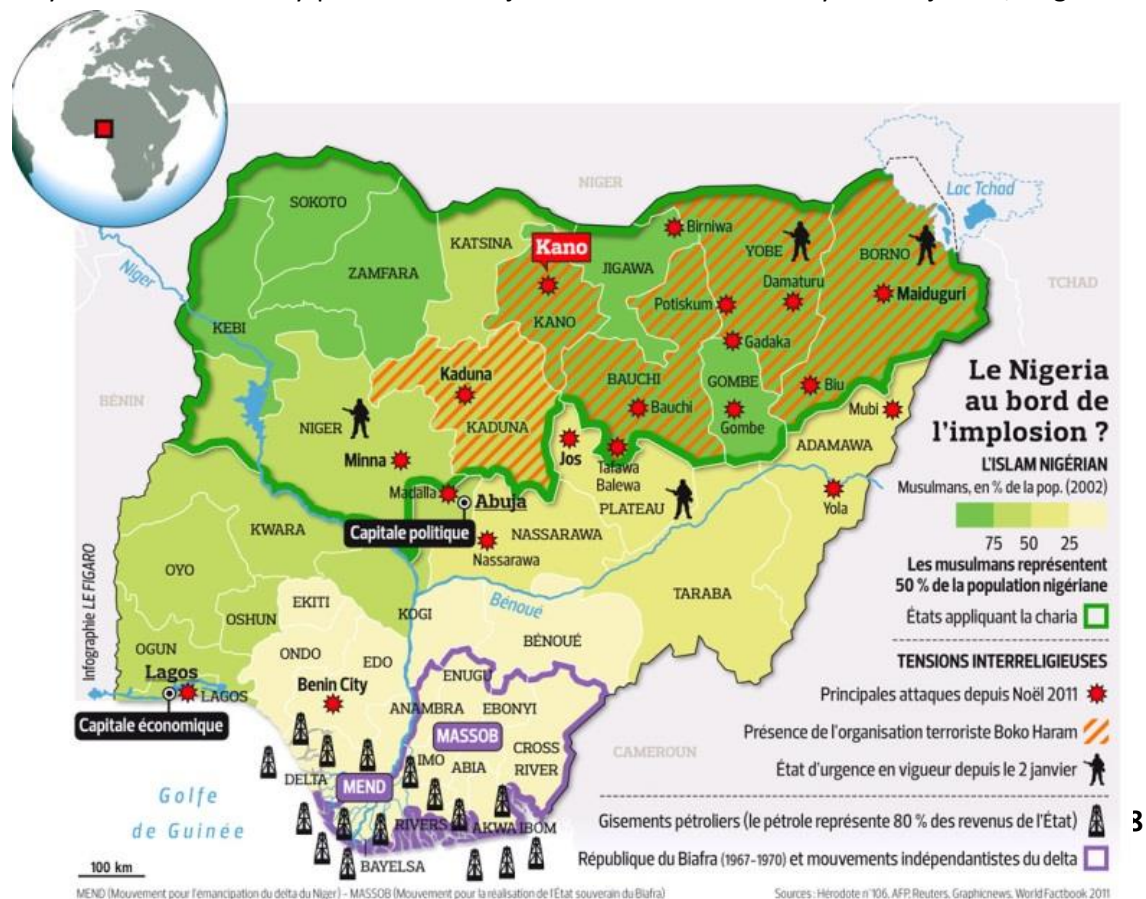 NIGER
Lac Tchad
SOKOTO
KATSINA
Kano
Birniwa
YOBE
BORNO
ZAMFARA
JIGAWA
Damaturu
TCHAD
Niger
Potiskum
Maiduguri
KANO
Gadaka
KEBI
BAUCHI
GOMBE
Biu
Kaduna
Bauchi
Gombe
Mubi
BÉNIN
NIGER
KADUNA
Jos
ADAMAWA
Minna
Tafawa
Balewa
Madalla
Abuja
PLATEAU
Yola
Capitale politique
KWARA
NASSARAWA
Nassarawa
OYO
TARABA
EKITI
KOGI
Bénoué
OSHUN
BÉNOUÉ
OGUN
ONDO
EDO
ENUGU
Lagos
LAGOS
Benin City
ANAMBRA
EBONYI
Capitale économique
MASSOB
CROSS
RIVER
CAMEROUN
IMO
ABIA
DELTA
MEND
Golfe
de Guinée
RIVERS
AKWA IBOM
BAYELSA
100 km
Infographie LE FIGARO
Le Nigeria
au bord de
l'implosion ?
L'ISLAM NIGÉRIAN
Musulmans, en % de la pop. (2002)
75 50 25
Les musulmans représentent
50 % de la population nigériane
États appliquant la charia
TENSIONS INTERRELIGIEUSES
Principales attaques depuis Noël 2011
Présence de l'organisation terroriste Boko Haram
État d'urgence en vigueur depuis le 2 janvier
Gisements pétroliers (le pétrole représente 80 % des revenus de l'État)
8
République du Biafra (1967-1970) et mouvements indépendantistes du delta
MEND (Mouvement pour l'émancipation du delta du Niger) - MASSOB (Mouvement pour la réalisation de l'État souverain du Biafra)
Sources : Hérodote n°106, AFP, Reuters, Graphicnews, World Factbook 2011